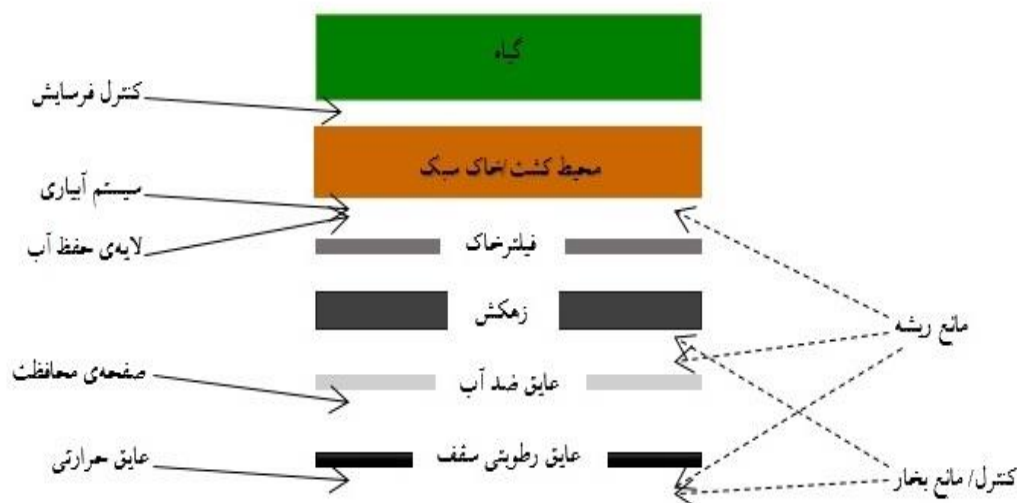 گیاه
کنترل فرسایش
محیط کشت/خاک سبک
سیستم آبیاری
لایه‌ی حفظ آب
فیلترخاک
زهکش
مانع ریشه
صفحه‌ی محافظت
عایق ضد آب
عایق حرارتی
عایق رطوبتی سقف
کنترل/ مانع بخار